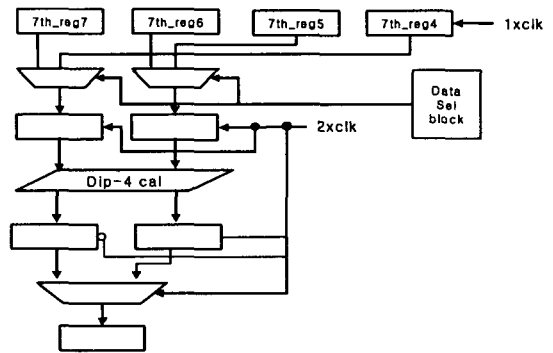 7th_reg7 7th_reg6 7th_reg5 7th_reg4 1xclk
Data
Sel
block
2xclk
Dip-4 cal